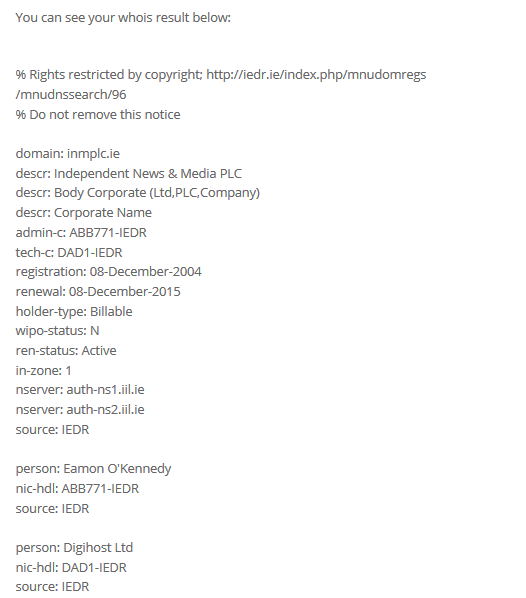 You can see your whois result below:
% Rights restricted by copyright; http://iedr.ie/index.php/mnudomregs
/mnudnssearch/96
% Do not remove this notice
domain: inmplc.ie
descr: Independent News & Media PLC
descr: Body Corporate (Ltd,PLC,Company)
descr: Corporate Name
admin-c: ABB771-IEDR
tech-c: DAD1-IEDR
registration: 08-December-2004
renewal: 08-December-2015
holder-type: Billable
wipo-status: N
ren-status: Active
in-zone: 1
nserver: auth-ns1.iil.ie
nserver: auth-ns2.iil.ie
source: IEDR
person: Eamon O'Kennedy
nic-hdl: ABB771-IEDR
source: IEDR
person: Digihost Ltd
nic-hdl: DAD1-IEDR
source: IEDR